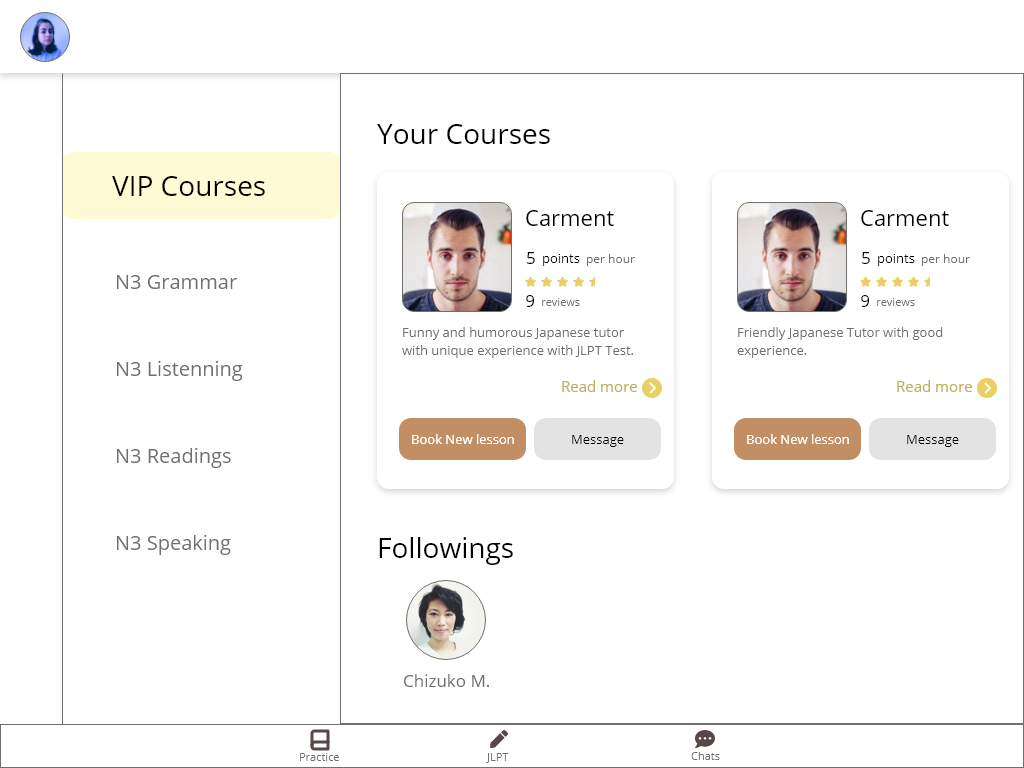 VIP Courses
N3 Grammar
N3 Listenning
N3 Readings
N3 Speaking
Your Courses
Carment
5 points per hour
9 reviews
Funny and humorous Japanese tutor
with unique experience with JLPT Test.
Read more
Book New lesson
Message
Carment
5 points per hour
9 reviews
Friendly Japanese Tutor with good
experience.
Read more
Book New lesson
Message
Followings
Chizuko M.
Practice
JLPT
Chats